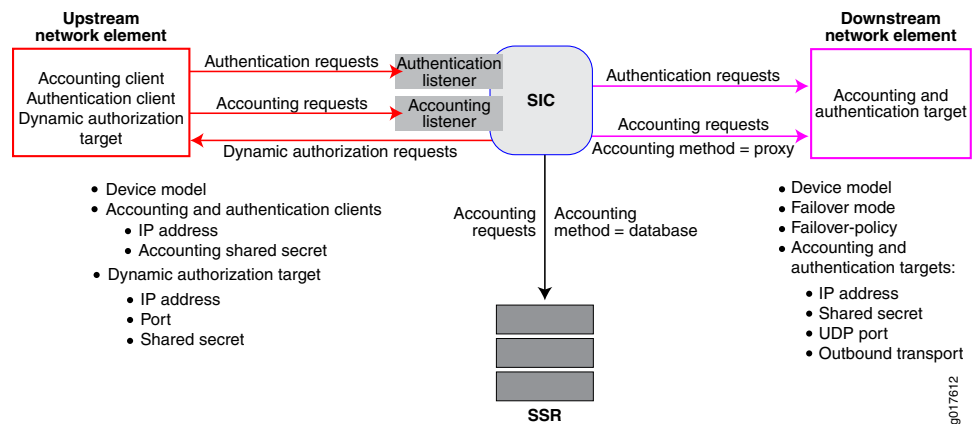 Upstream
network element
Downstream
network element
Accounting client
Authentication client
Dynamic authorization
target
Authentication requests
Accounting requests
Dynamic authorization requests
Authentication
listener
Accounting
listener
SIC
Authentication requests
Accounting requests
Accounting method = proxy
Accounting and
authentication target
• Device model
• Accounting and authentication clients
• IP address
• Accounting shared secret
• Dynamic authorization target
• IP address
• Port
• Shared secret
Accounting
requests
Accounting
method = database
SSR
• Device model
• Failover mode
• Failover-policy
• Accounting and
authentication targets:
• IP address
• Shared secret
• UDP port
• Outbound transport
g017612